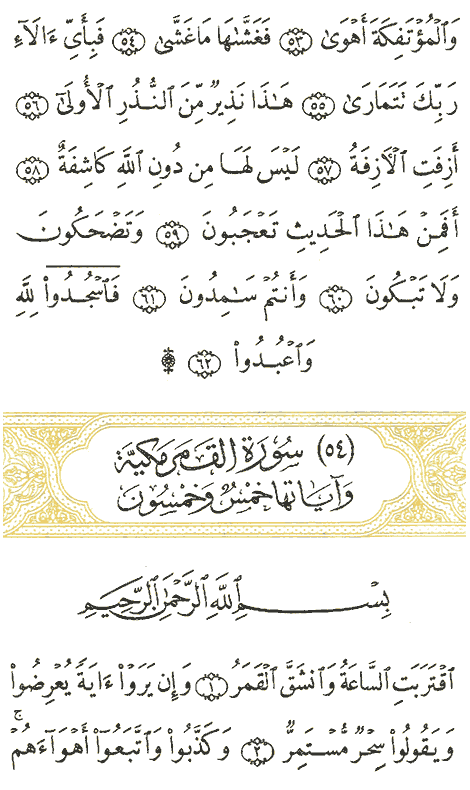 وَٱلْمُؤْتَفِكَةَ أَهْوَىٰ ٥٣ فَغَشَّىٰهَا مَا غَشَّىٰ ٥٤ فَبِأَىِّ ءَالَآءِ
رَبِّكَ تَتَمَارَىٰ ٥٥ هَٰذَا نَذِيرٌ مِّنَ ٱلنُّذُرِ ٱلْأُولَىٰٓ ٥٦
أَزِفَتِ ٱلْآزِفَةُ ٥٧ لَيْسَ لَهَا مِن دُونِ ٱللَّهِ كَاشِفَةٌ ٥٨
أَفَمِنْ هَٰذَا ٱلْحَدِيثِ تَعْجَبُونَ ٥٩ وَتَضْحَكُونَ
وَلَا تَبْكُونَ ٦٠ وَأَنتُمْ سَٰمِدُونَ ٦١ فَٱسْجُدُوا۟ لِلَّهِ
وَٱعْبُدُوا۟ ٦٢ ۞
(٥٤) سُورَة القَمَرِ مَكِيَّة
وَآيَاتُهَا خَمْسٌ وَخَمْسُونَ
بِسْمِ ٱللَّهِ ٱلرَّحْمَٰنِ ٱلرَّحِيمِ
ٱقْتَرَبَتِ ٱلسَّاعَةُ وَٱنشَقَّ ٱلْقَمَرُ ١ وَإِن يَرَوْا۟ ءَايَةً يُعْرِضُوا۟
وَيَقُولُوا۟ سِحْرٌ مُّسْتَمِرٌّ ٢ وَكَذَّبُوا۟ وَٱتَّبَعُوٓا۟ أَهْوَآءَهُمْ ۚ